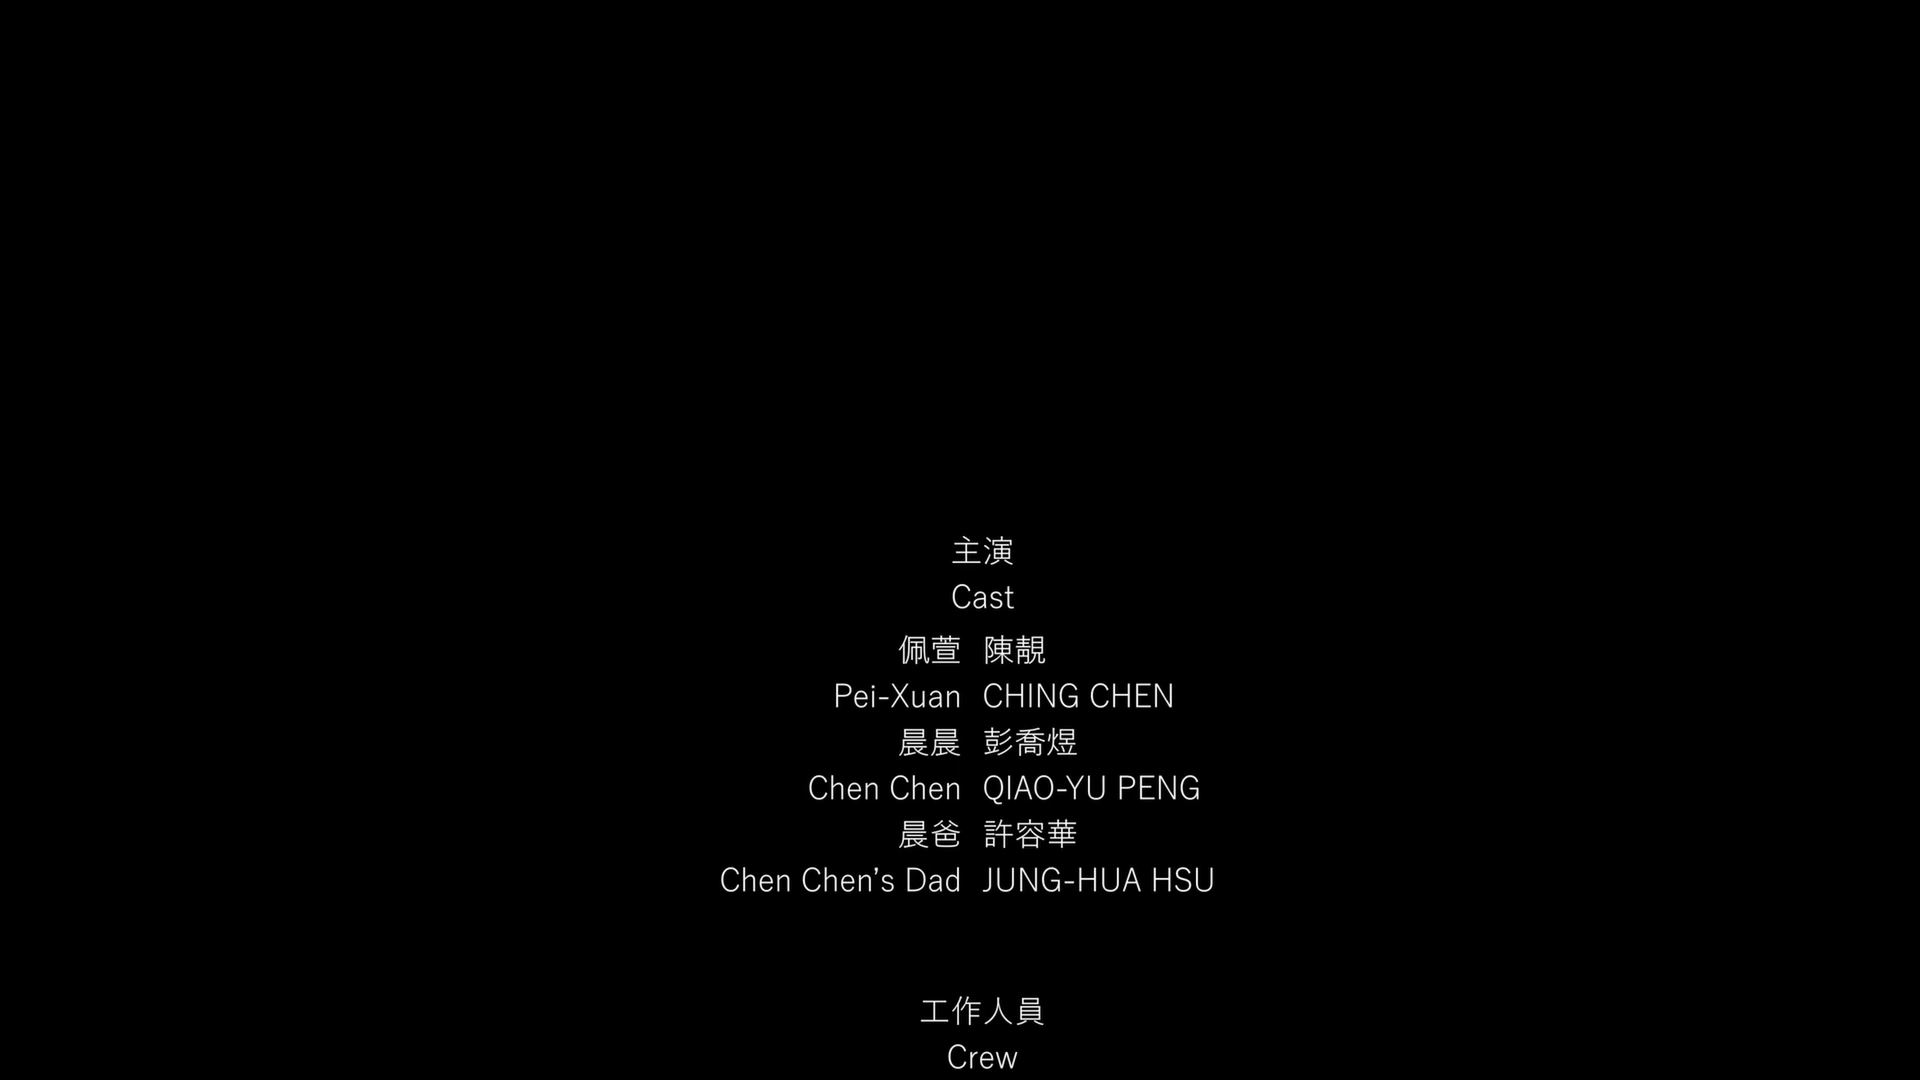 主演
Cast
佩萱 陳靚
Pei-Xuan CHING CHEN
晨晨 彭喬煜
Chen Chen QIAO-YU PENG
晨爸 許容華
Chen Chen’s Dad JUNG-HUA HSU
工作人員
Crew